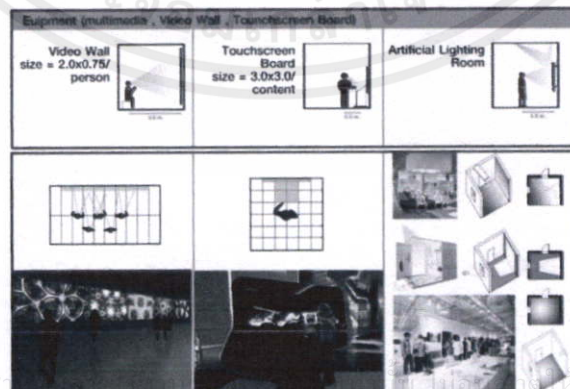 Euipment (multimedia , Video Wall , Tounchscreen Board)
Video Wall
size = 2.0x0.75/
person
Touchscreen
Board
size = 3.0x3.0/
content
Artificial Lighting
Room